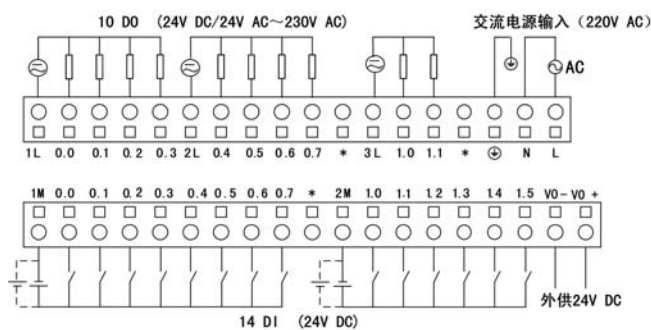 10 DO (24V DC/24V AC～230V AC) 交流电源输入（220V AC）
AC
1L 0.0 0.1 0.2 0.3 2L 0.4 0.5 0.6 0.7 * 3L 1.0 1.1 * N L
1M 0.0 0.1 0.2 0.3 0.4 0.5 0.6 0.7 * 2M 1.0 1.1 1.2 1.3 1.4 1.5 VO- VO+
外供24V DC
14 DI (24V DC)